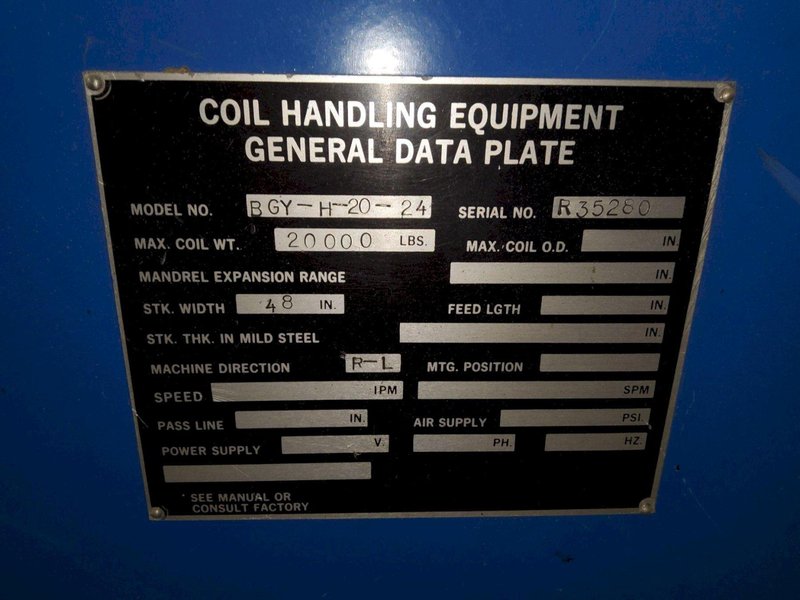 COIL HANDLING EQUIPMENT
GENERAL DATA PLATE
MODEL NO. BGY-H-20-24 SERIAL NO. R35280
MAX. COIL WT. 20000 LBS. MAX. COIL O.D. IN.
MANDREL EXPANSION RANGE IN.
STK. WIDTH 48 IN. FEED LGTH IN.
STK. THK. IN MILD STEEL IN.
MACHINE DIRECTION R-L MTG. POSITION
SPEED IPM SPM
PASS LINE IN. AIR SUPPLY PSI.
POWER SUPPLY V. PH. HZ.
SEE MANUAL OR
CONSULT FACTORY